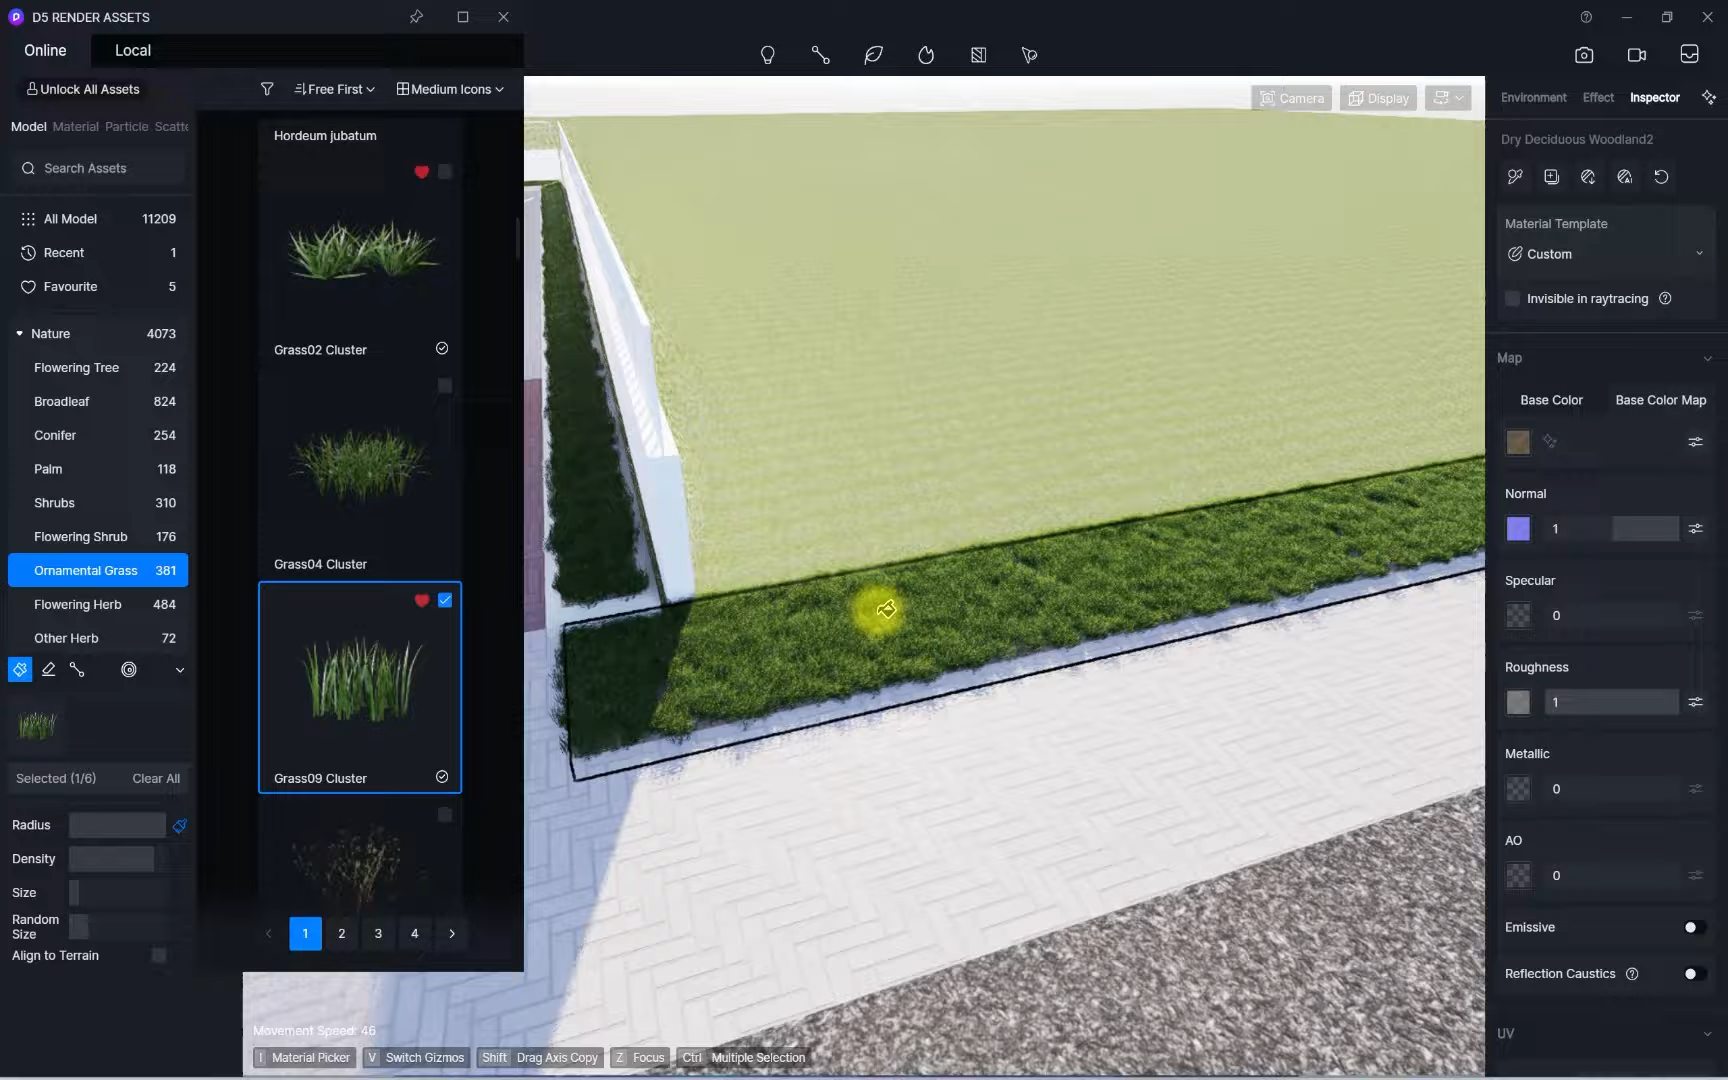 D5 RENDER ASSETS
Online
Local
Unlock All Assets
Free First
Medium Icons
Model Material Particle Scatte
Search Assets
All Model 11209
Recent 1
Favourite 5
Nature 4073
Flowering Tree 224
Broadleaf 824
Conifer 254
Palm 118
Shrubs 310
Flowering Shrub 176
Ornamental Grass 381
Flowering Herb 484
Other Herb 72
Selected (1/6) Clear All
Radius
Density
Size
Random
Size
Align to Terrain
Hordeum jubatum
Grass02 Cluster
Grass04 Cluster
Grass09 Cluster
1 2 3 4
Camera
Display
Movement Speed: 46
I Material Picker
V Switch Gizmos
Shift Drag Axis Copy
Z Focus
Ctrl Multiple Selection
Environment Effect Inspector
Dry Deciduous Woodland2
Material Template
Custom
Invisible in raytracing
Map
Base Color Base Color Map
Normal
1
Specular
0
Roughness
1
Metallic
0
AO
0
Emissive
Reflection Caustics
UV